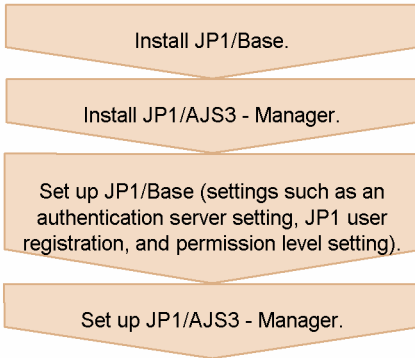 Install JP1/Base.
Install JP1/AJS3 - Manager.
Set up JP1/Base (settings such as an
authentication server setting, JP1 user
registration, and permission level setting).
Set up JP1/AJS3 - Manager.